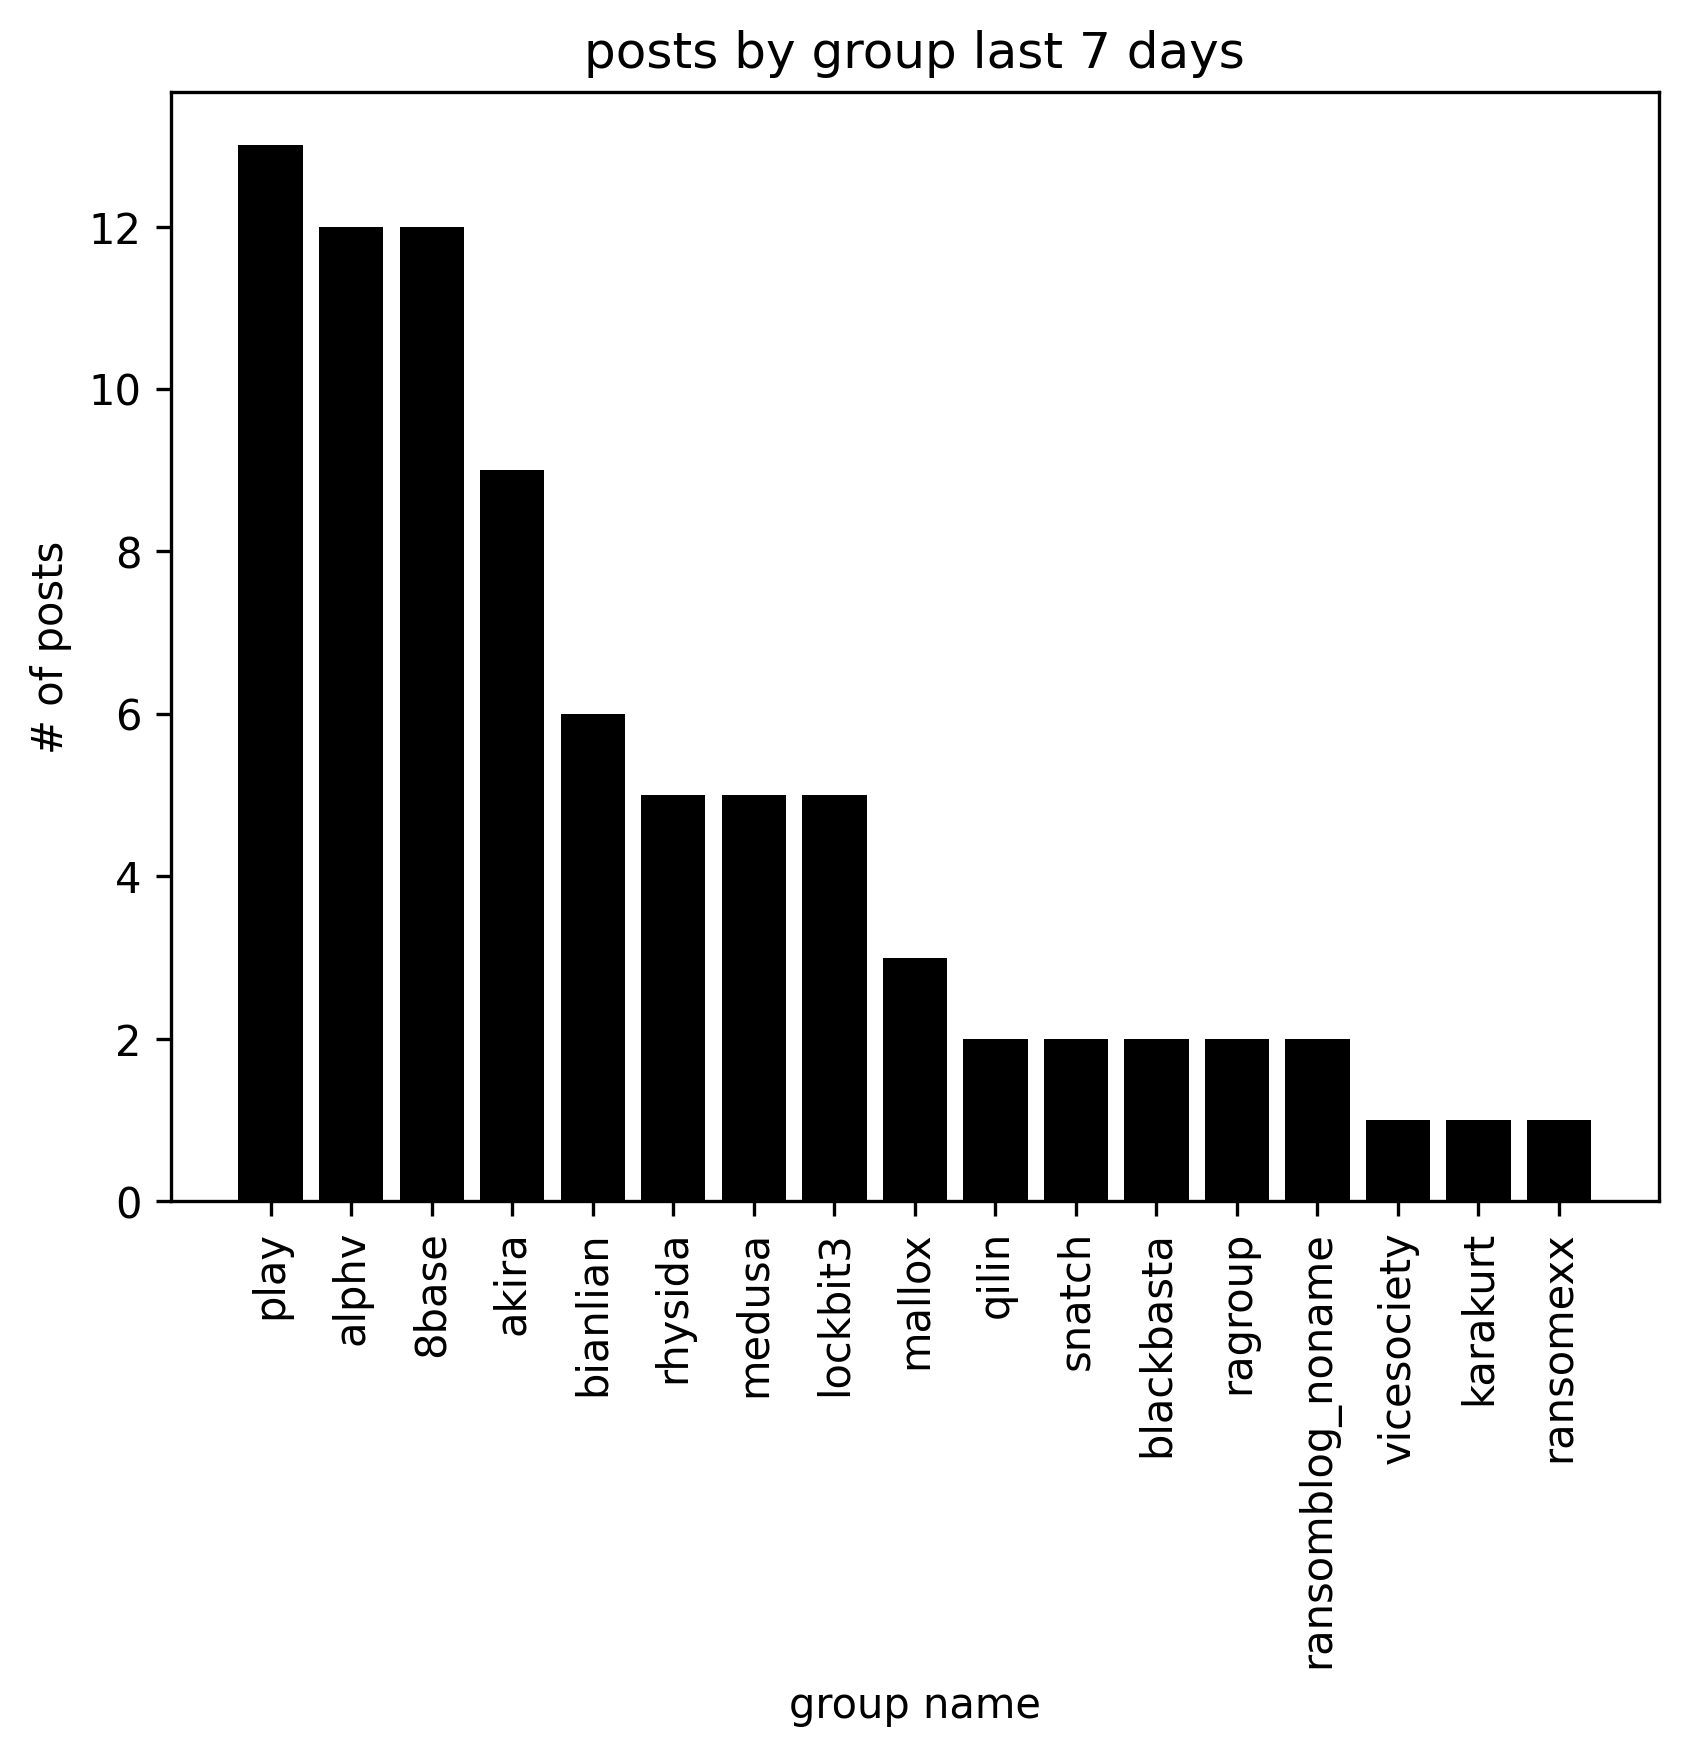 posts by group last 7 days
# of posts
12
10
8
6
4
2
0
play
alphv
8base
akira
bianlian
rhysida
medusa
lockbit3
mallox
qilin
snatch
blackbasta
ragroup
ransomblog_noname
vicesociety
karakurt
ransomexx
group name